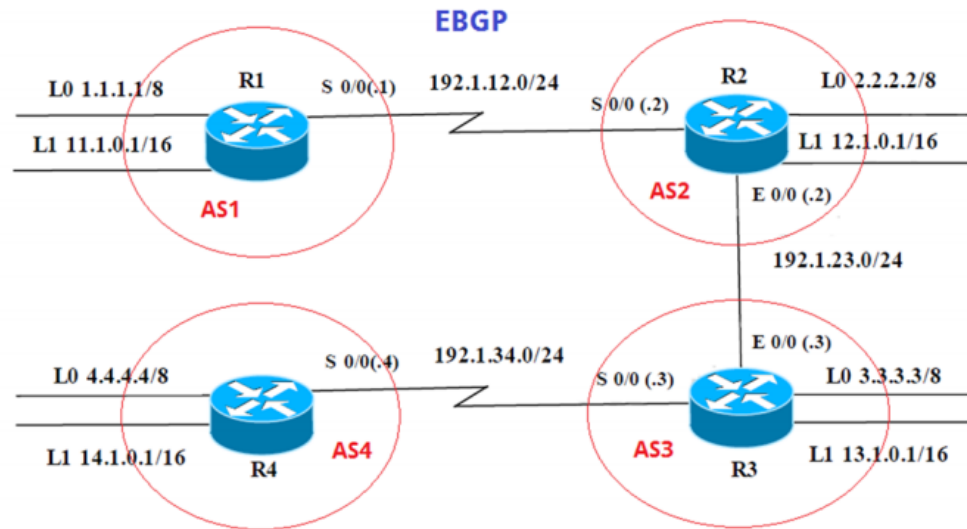 EBGP
L0 1.1.1.1/8
R1
S 0/0(.1)
192.1.12.0/24
S 0/0 (.2)
R2
L0 2.2.2.2/8
L1 11.1.0.1/16
L1 12.1.0.1/16
AS1
AS2
E 0/0 (.2)
192.1.23.0/24
L0 4.4.4.4/8
S 0/0(.4)
192.1.34.0/24
S 0/0 (.3)
E 0/0 (.3)
L0 3.3.3.3/8
L1 14.1.0.1/16
R4
AS4
AS3
R3
L1 13.1.0.1/16